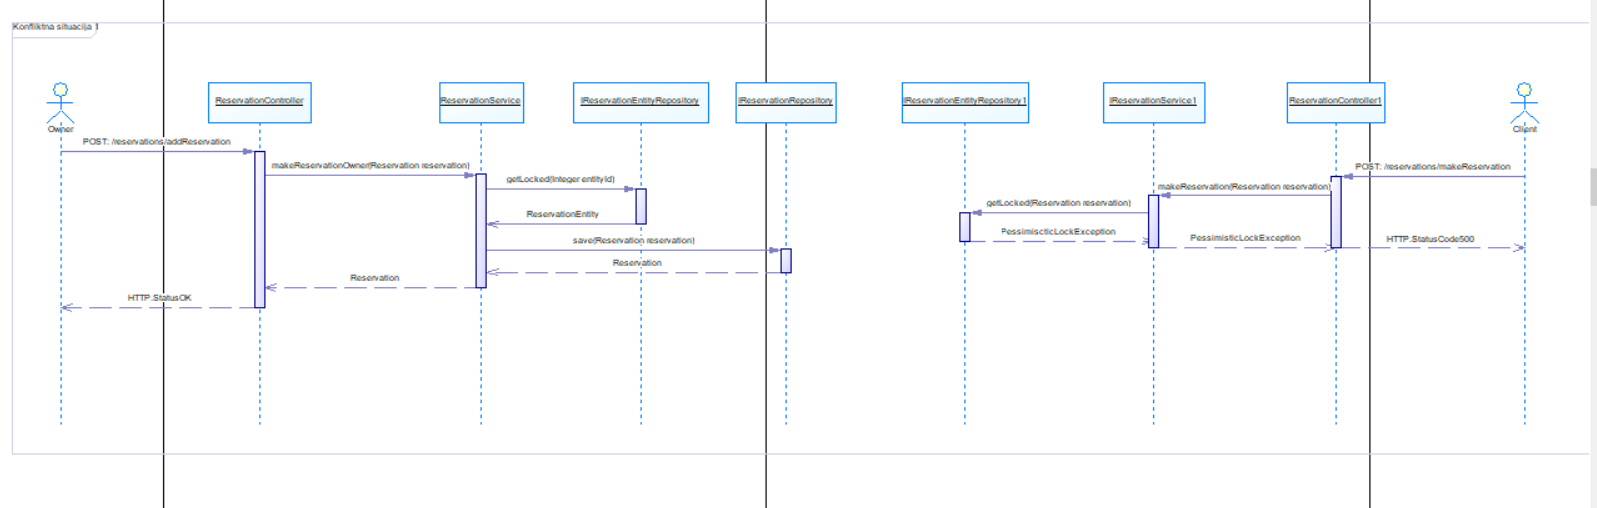 Konfliktna situacija 1
Owner
ReservationController
ReservationService
IReservationEntityRepository
IReservationRepository
IReservationEntityRepository1
IReservationService1
ReservationController1
Client
POST: /reservations/addReservation
makeReservationOwner(Reservation reservation)
getLocked(Integer entityId)
ReservationEntity
save(Reservation reservation)
Reservation
Reservation
HTTP.StatusOK
POST: /reservations/makeReservation
makeReservation(Reservation reservation)
getLocked(Reservation reservation)
PessimiscticLockException
PessimisticLockException
HTTP.StatusCode500